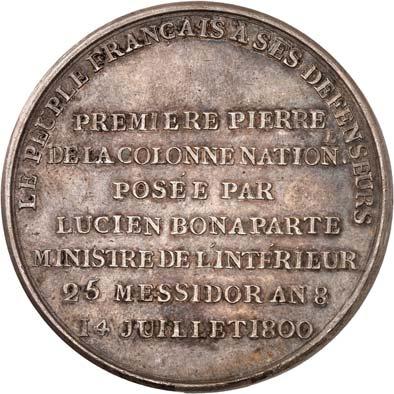 LE PEUPLE FRANÇAIS A SES DEFENSEURS
PREMIERE PIERRE
DE LA COLONNE NATION.
POSÉE PAR
LUCIEN BONAPARTE
MINISTRE DE L'INTÉRIEUR
25 MESSIDOR AN 8
14 JUILLET 1800